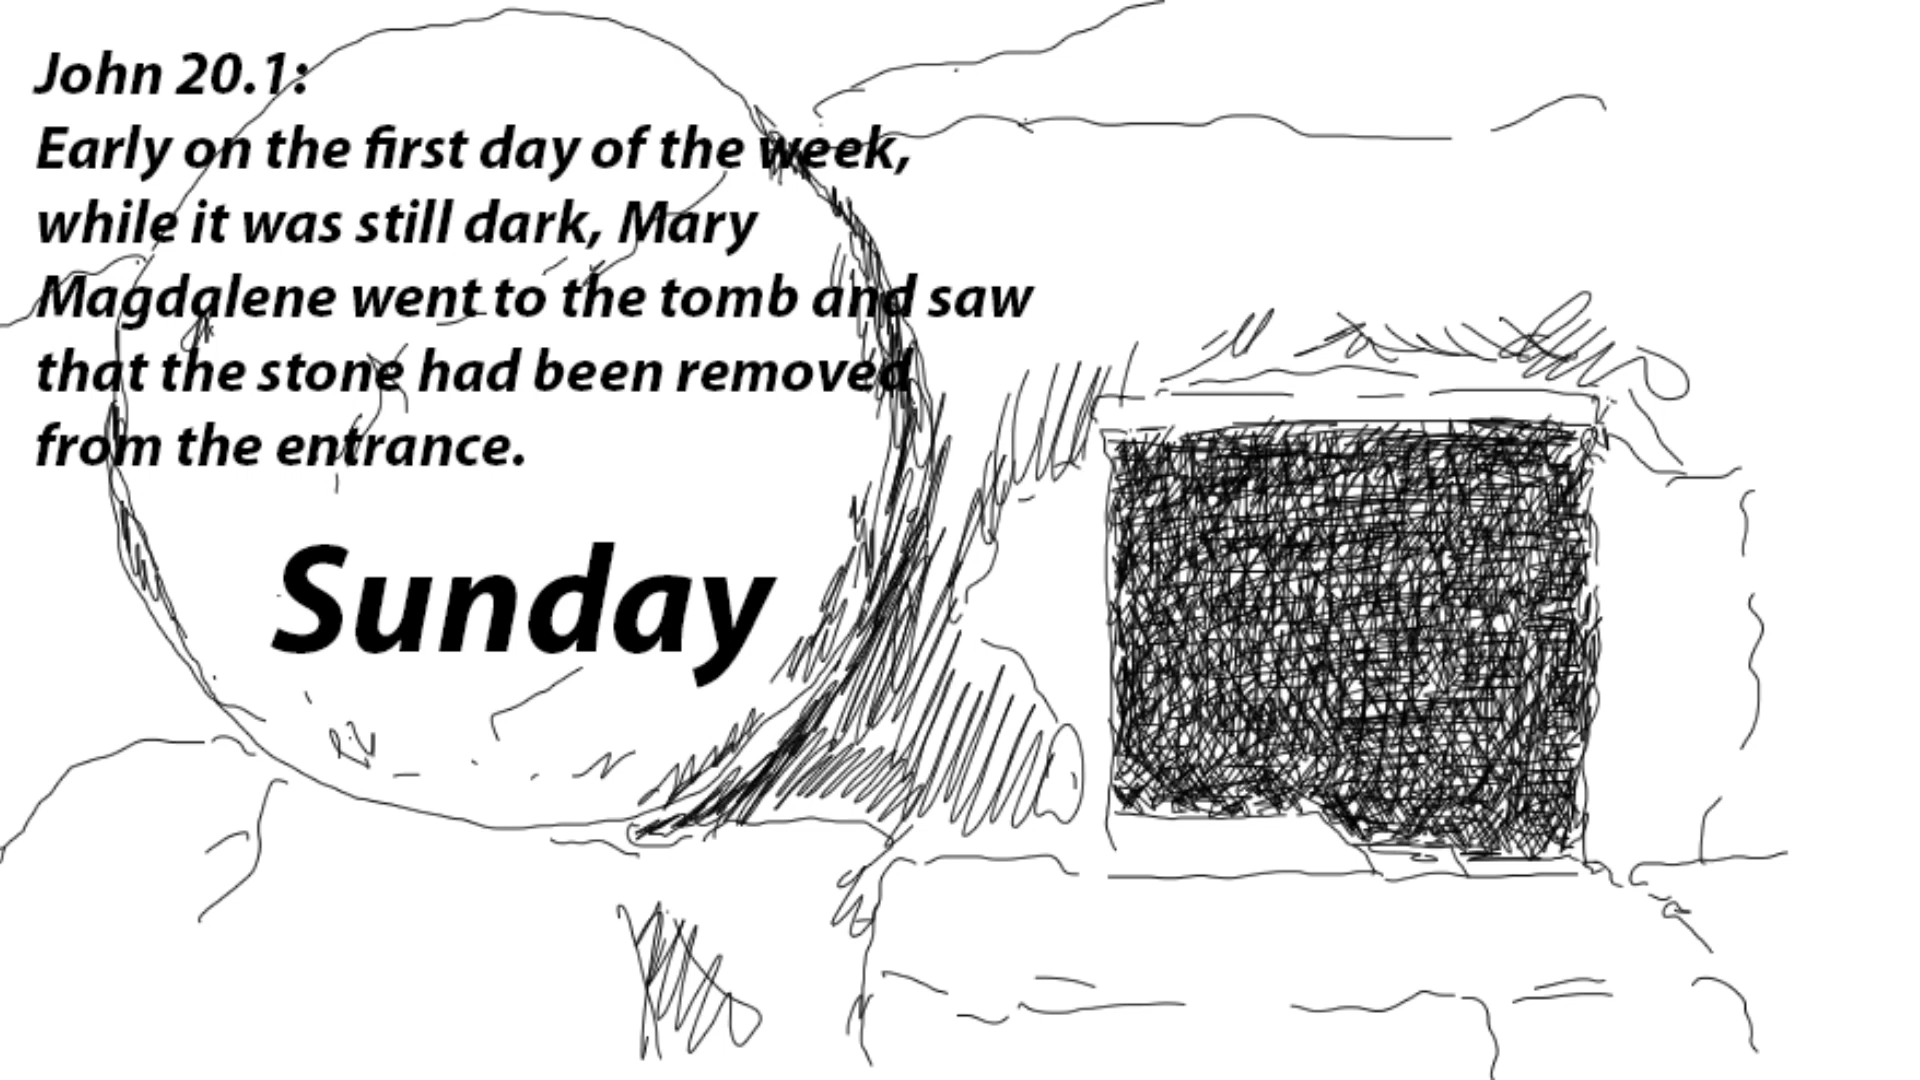 John 20.1:
Early on the first day of the week,
while it was still dark, Mary
Magdalene went to the tomb and saw
that the stone had been removed
from the entrance.
Sunday